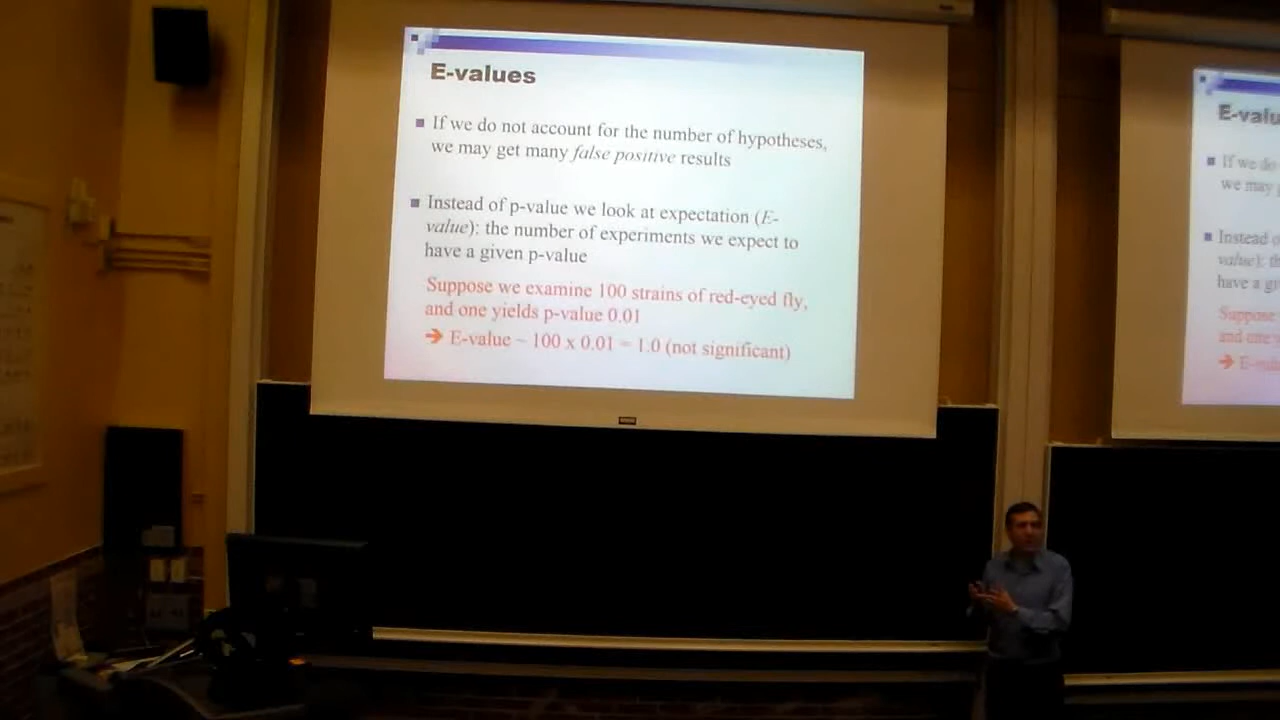 E-values
If we do not account for the number of hypotheses,
we may get many false positive results
Instead of p-value we look at expectation (E-
value): the number of experiments we expect to
have a given p-value
Suppose we examine 100 strains of red-eyed fly,
and one yields p-value 0.01
➔ E-value ~ 100 x 0.01 = 1.0 (not significant)
E-valu
If we do
we may
Instead o
value): th
have a gi
Suppose
and one